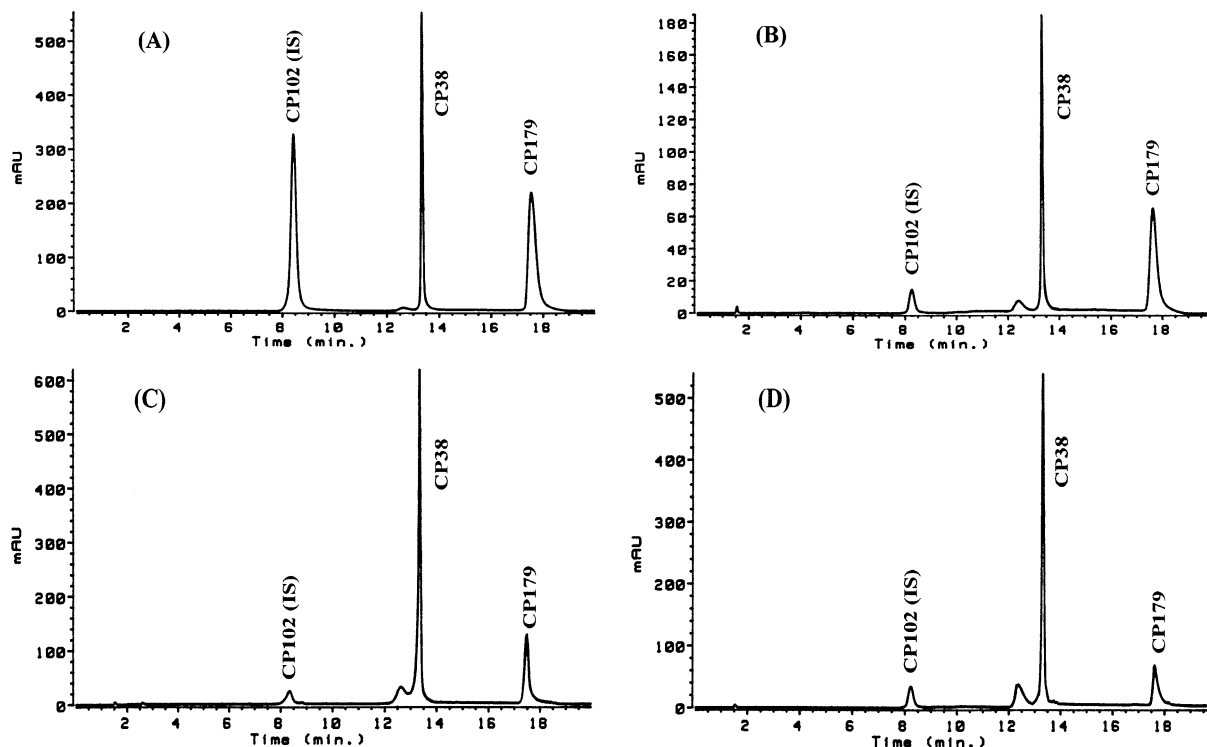 (A)
CP102 (IS)
CP38
CP179
mAU
500
400
300
200
100
0
2 4 6 8 10 12 14 16 18
Time (min.)
(B)
CP102 (IS)
CP38
CP179
mAU
180
160
140
120
100
80
60
40
20
0
2 4 6 8 10 12 14 16 18
Time (min.)
(C)
CP102 (IS)
CP38
CP179
mAU
600
500
400
300
200
100
0
2 4 6 8 10 12 14 16 18
Time (min.)
(D)
CP102 (IS)
CP38
CP179
mAU
500
400
300
200
100
0
2 4 6 8 10 12 14 16 18
Time (min.)